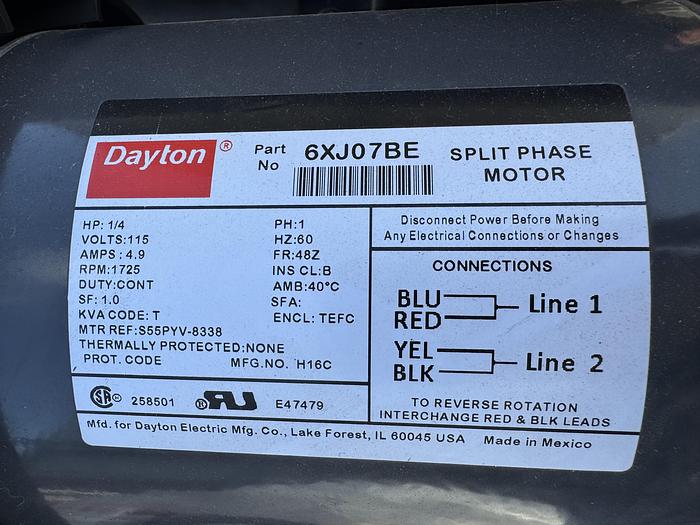 Dayton ®
Part No 6XJ07BE
SPLIT PHASE
MOTOR
HP: 1/4
VOLTS:115
AMPS : 4.9
RPM:1725
DUTY:CONT
SF: 1.0
KVA CODE: T
MTR REF:S55PYV-8338
THERMALLY PROTECTED:NONE
PROT. CODE
PH:1
HZ:60
FR:48Z
INS CL:B
AMB:40°C
SFA:
ENCL: TEFC
MFG.NO. H16C
Disconnect Power Before Making
Any Electrical Connections or Changes
CONNECTIONS
BLU
RED
Line 1
YEL
BLK
Line 2
TO REVERSE ROTATION
INTERCHANGE RED & BLK LEADS
258501
E47479
Mfd. for Dayton Electric Mfg. Co., Lake Forest, IL 60045 USA Made in Mexico